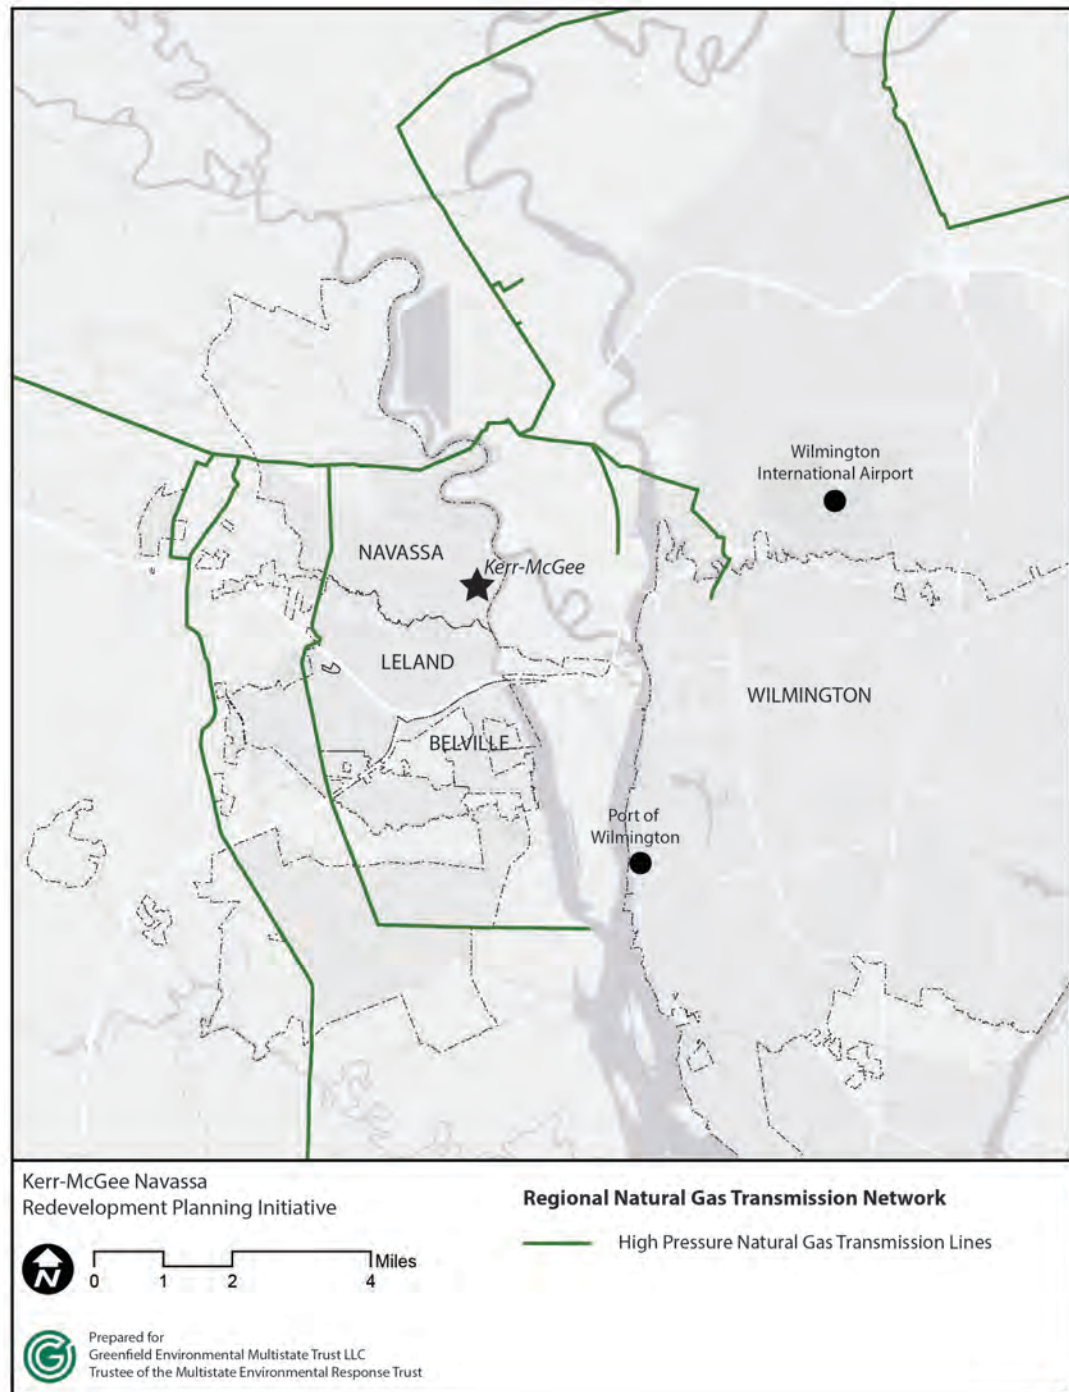 Wilmington
International Airport
NAVASSA
Kerr-McGee
LELAND
WILMINGTON
BELVILLE
Port of
Wilmington
Kerr-McGee Navassa
Redevelopment Planning Initiative
N
Miles
0 1 2 4
Prepared for
Greenfield Environmental Multistate Trust LLC
Trustee of the Multistate Environmental Response Trust
Regional Natural Gas Transmission Network
High Pressure Natural Gas Transmission Lines